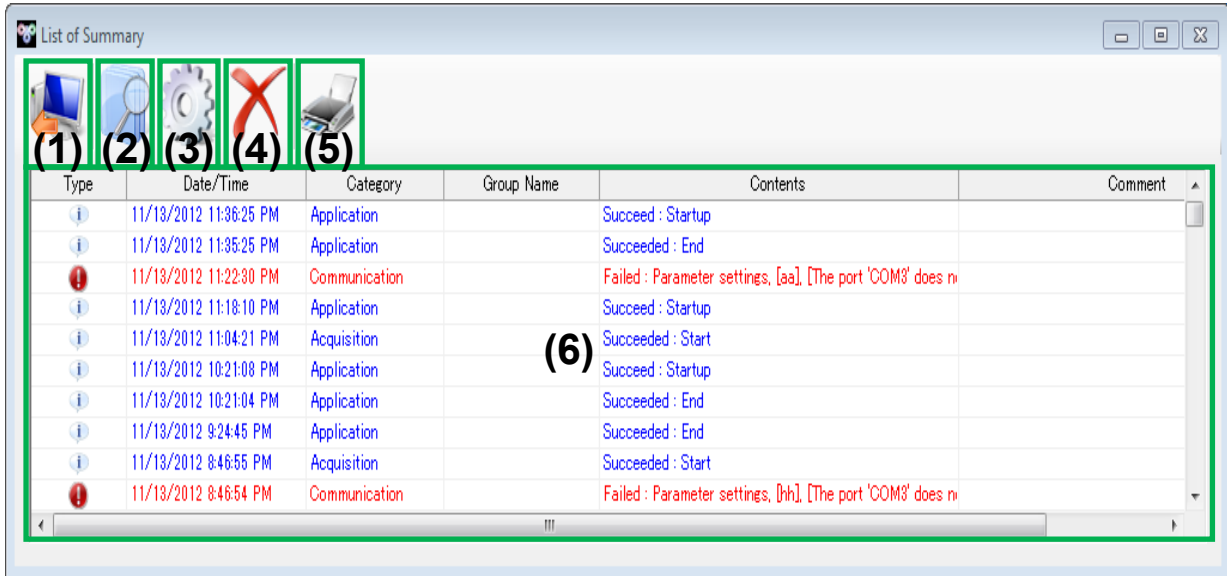 List of Summary
(1) (2) (3) (4) (5)
Type Date/Time Category Group Name Contents Comment
11/13/2012 11:36:25 PM Application Succeed : Startup
11/13/2012 11:35:25 PM Application Succeeded : End
11/13/2012 11:22:30 PM Communication Failed : Parameter settings, [aa], [The port 'COM3' does n
11/13/2012 11:18:10 PM Application Succeed : Startup
11/13/2012 11:04:21 PM Acquisition (6) Succeeded : Start
11/13/2012 10:21:08 PM Application Succeed : Startup
11/13/2012 10:21:04 PM Application Succeeded : End
11/13/2012 9:24:45 PM Application Succeeded : End
11/13/2012 8:46:55 PM Acquisition Succeeded : Start
11/13/2012 8:46:54 PM Communication Failed : Parameter settings, [hh], [The port 'COM3' does n